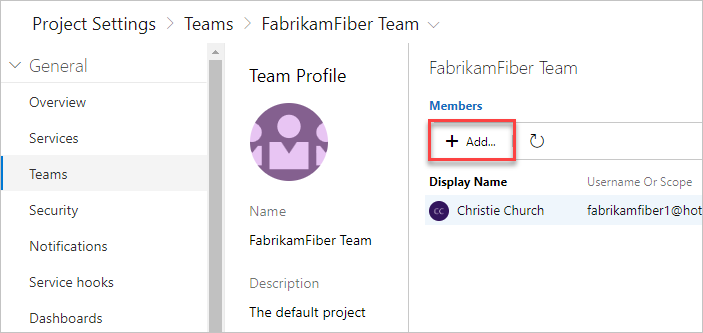 Project Settings > Teams > FabrikamFiber Team
General
Overview
Services
Teams
Security
Notifications
Service hooks
Dashboards
Team Profile
Name
FabrikamFiber Team
Description
The default project
FabrikamFiber Team
Members
+ Add...
Display Name Username Or Scope
CC Christie Church fabrikamfiber1@hot